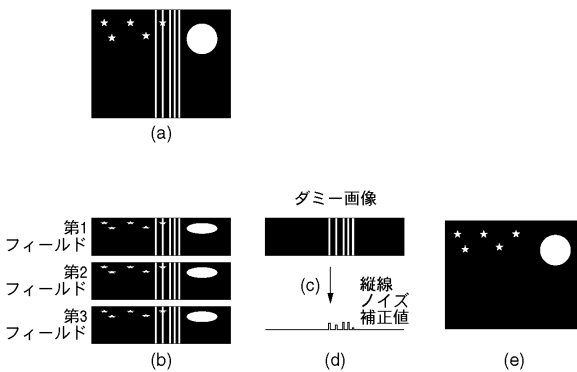 (a)
第1
フィールド
第2
フィールド
第3
フィールド
(b)
ダミー画像
(c)
縦線
ノイズ
補正値
(d)
(e)